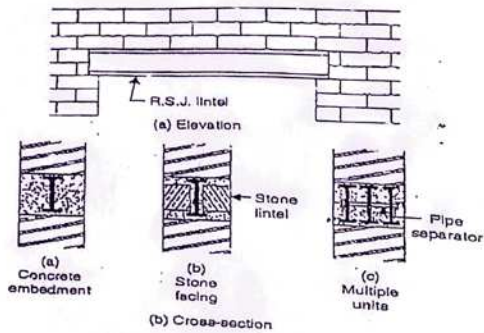 R.S.J. lintel
(a) Elevation
Stone
lintel
Pipe
separator
(a)
Concrete
embedment
(b)
Stone
facing
(c)
Multiple
units
(b) Cross-section